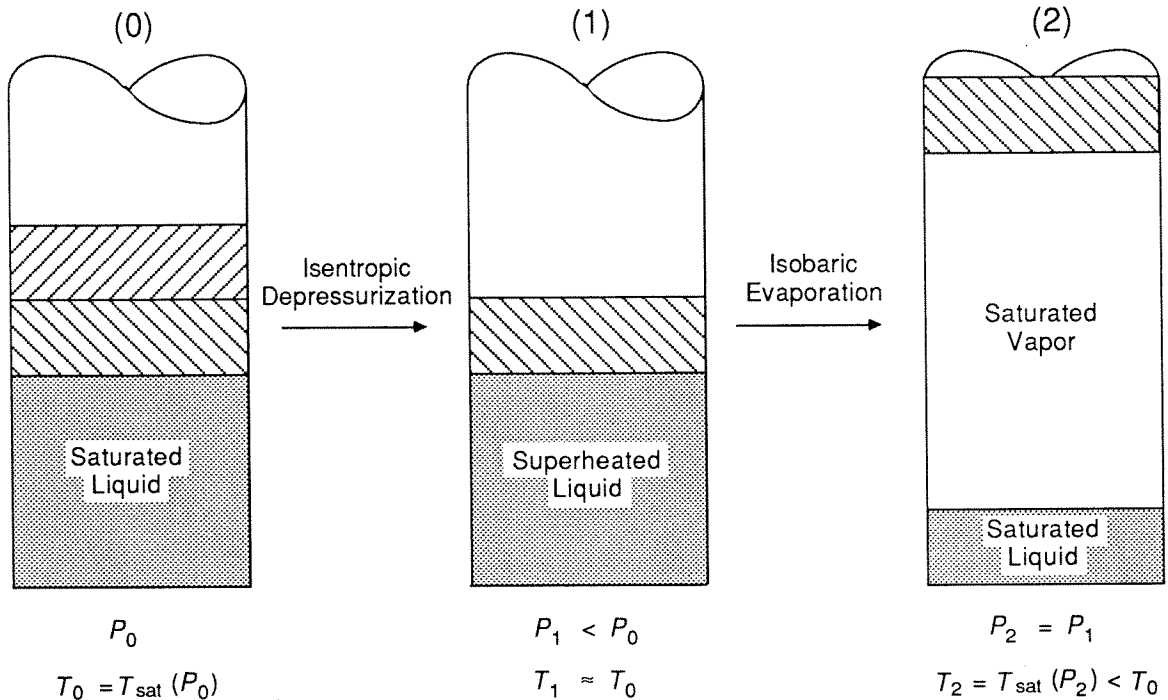 (0)
(1)
(2)
Isentropic
Depressurization
Isobaric
Evaporation
Saturated
Vapor
Saturated
Liquid
Superheated
Liquid
Saturated
Liquid
P₀
P₁ < P₀
P₂ = P₁
T₀ = Tsat (P₀)
T₁ ≈ T₀
T₂ = Tsat (P₂) < T₀